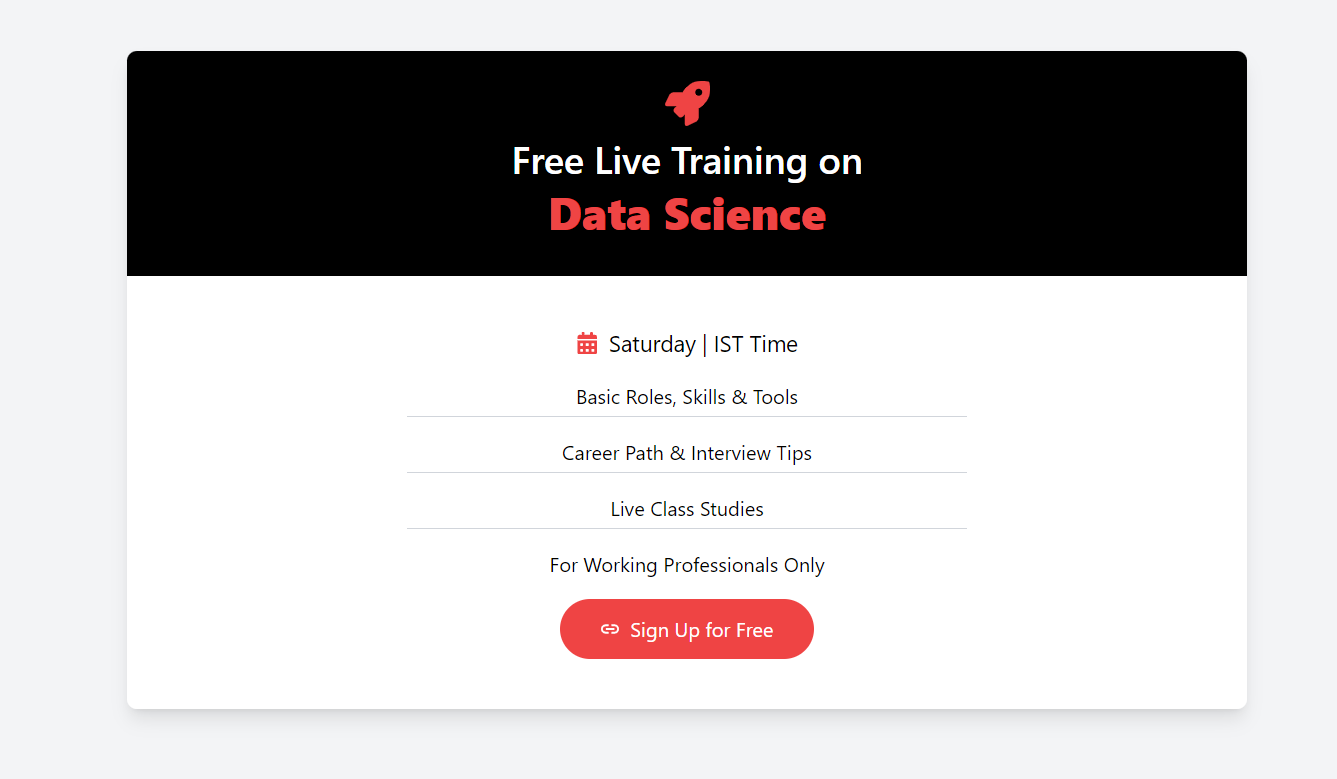 Free Live Training on
Data Science
Saturday | IST Time
Basic Roles, Skills & Tools
Career Path & Interview Tips
Live Class Studies
For Working Professionals Only
Sign Up for Free